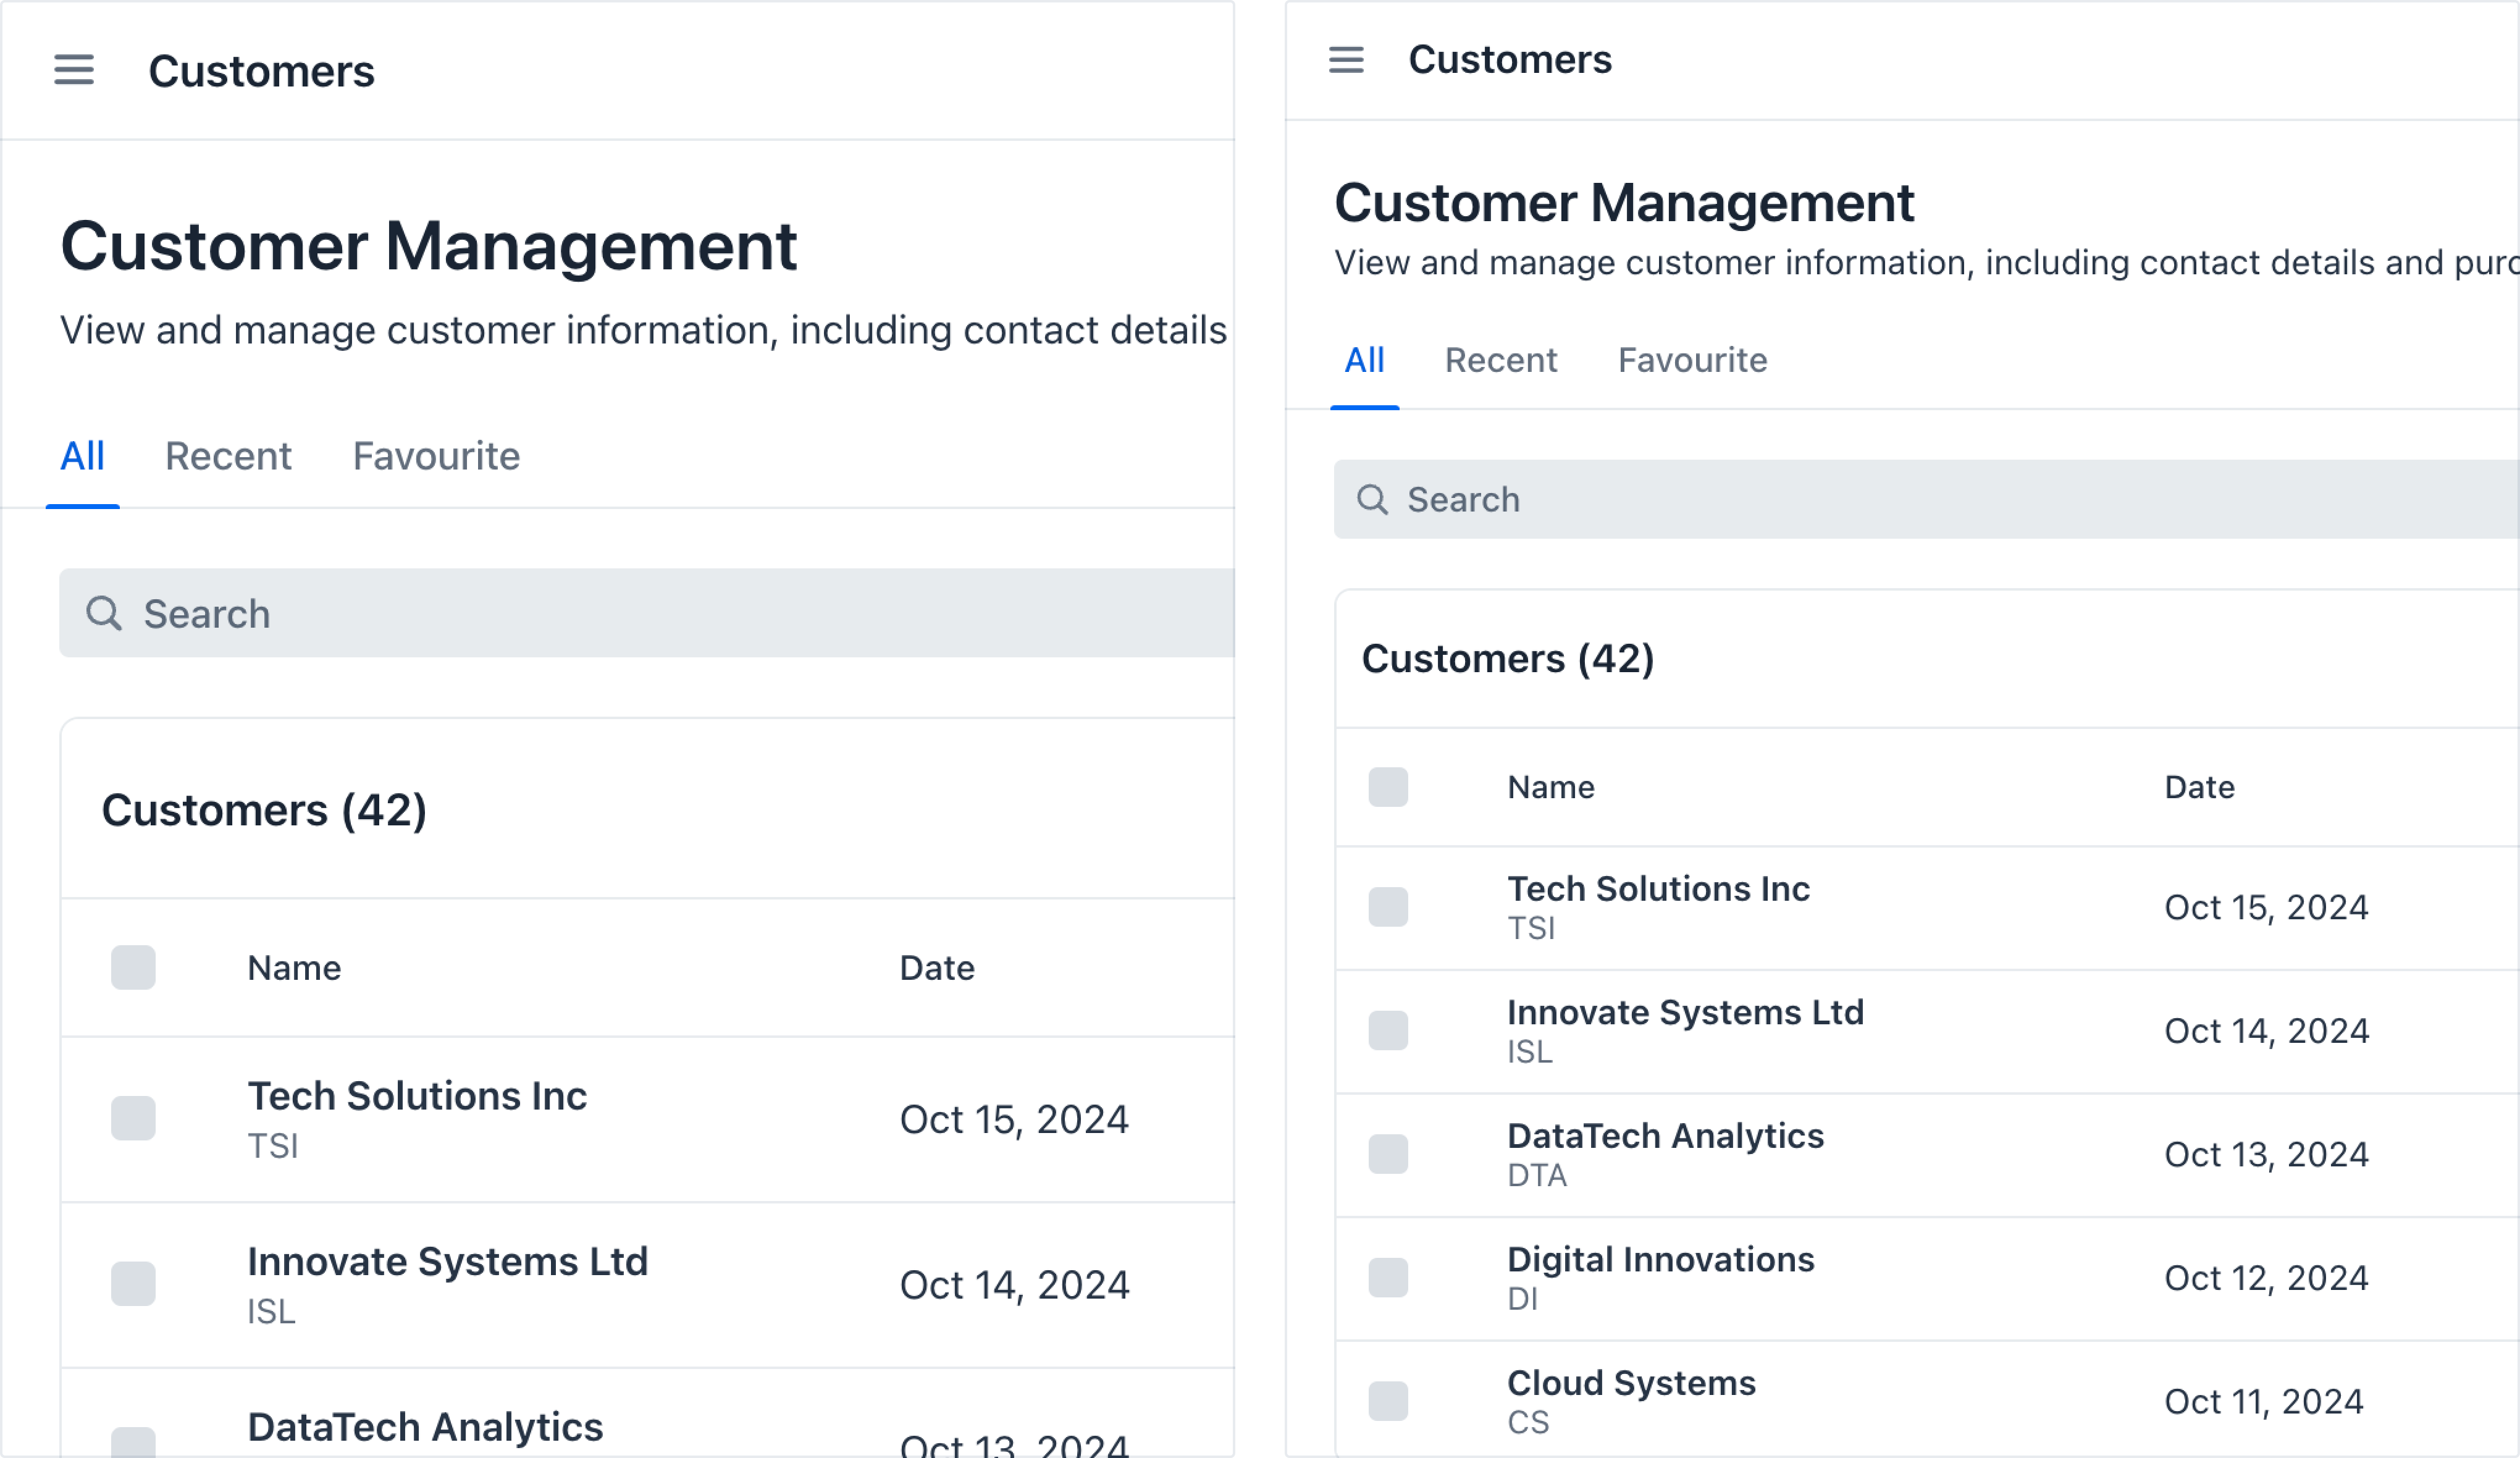 Customers
Customer Management
View and manage customer information, including contact details
All Recent Favourite
Search
Customers (42)
Name Date
Tech Solutions Inc
TSI
Oct 15, 2024
Innovate Systems Ltd
ISL
Oct 14, 2024
DataTech Analytics
Oct 13, 2024
Customers
Customer Management
View and manage customer information, including contact details and purc
All Recent Favourite
Search
Customers (42)
Name Date
Tech Solutions Inc
TSI
Oct 15, 2024
Innovate Systems Ltd
ISL
Oct 14, 2024
DataTech Analytics
DTA
Oct 13, 2024
Digital Innovations
DI
Oct 12, 2024
Cloud Systems
CS
Oct 11, 2024